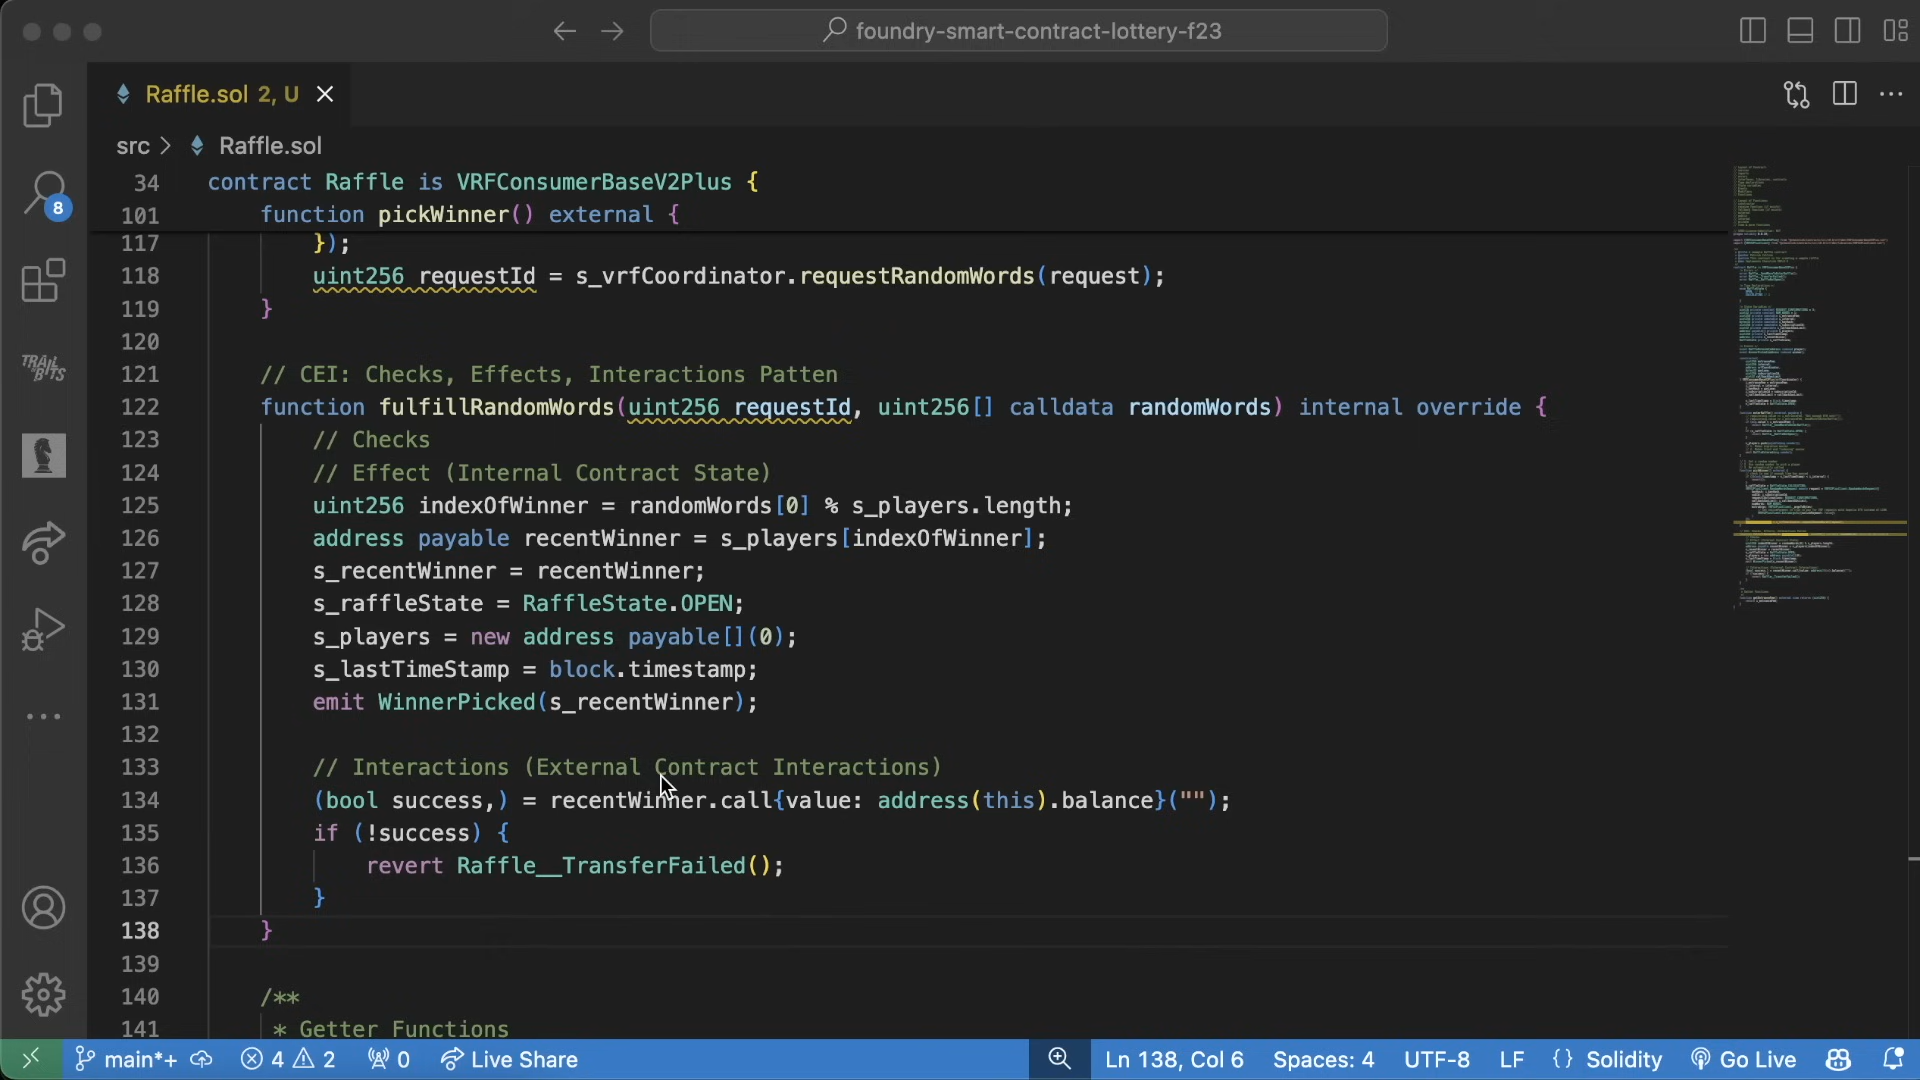 foundry-smart-contract-lottery-f23
Raffle.sol 2, U
src > Raffle.sol
34 contract Raffle is VRFConsumerBaseV2Plus {
101 function pickWinner() external {
117 });
118 uint256 requestId = s_vrfCoordinator.requestRandomWords(request);
119 }
120
121 // CEI: Checks, Effects, Interactions Patten
122 function fulfillRandomWords(uint256 requestId, uint256[] calldata randomWords) internal override {
123 // Checks
124 // Effect (Internal Contract State)
125 uint256 indexOfWinner = randomWords[0] % s_players.length;
126 address payable recentWinner = s_players[indexOfWinner];
127 s_recentWinner = recentWinner;
128 s_raffleState = RaffleState.OPEN;
129 s_players = new address payable[](0);
130 s_lastTimeStamp = block.timestamp;
131 emit WinnerPicked(s_recentWinner);
132
133 // Interactions (External Contract Interactions)
134 (bool success,) = recentWinner.call{value: address(this).balance}("");
135 if (!success) {
136 revert Raffle__TransferFailed();
137 }
138 }
139
140 /**
141 * Getter Functions
8
TRAIL OF BITS
main*+ 4 2 0 Live Share Ln 138, Col 6 Spaces: 4 UTF-8 LF {} Solidity Go Live